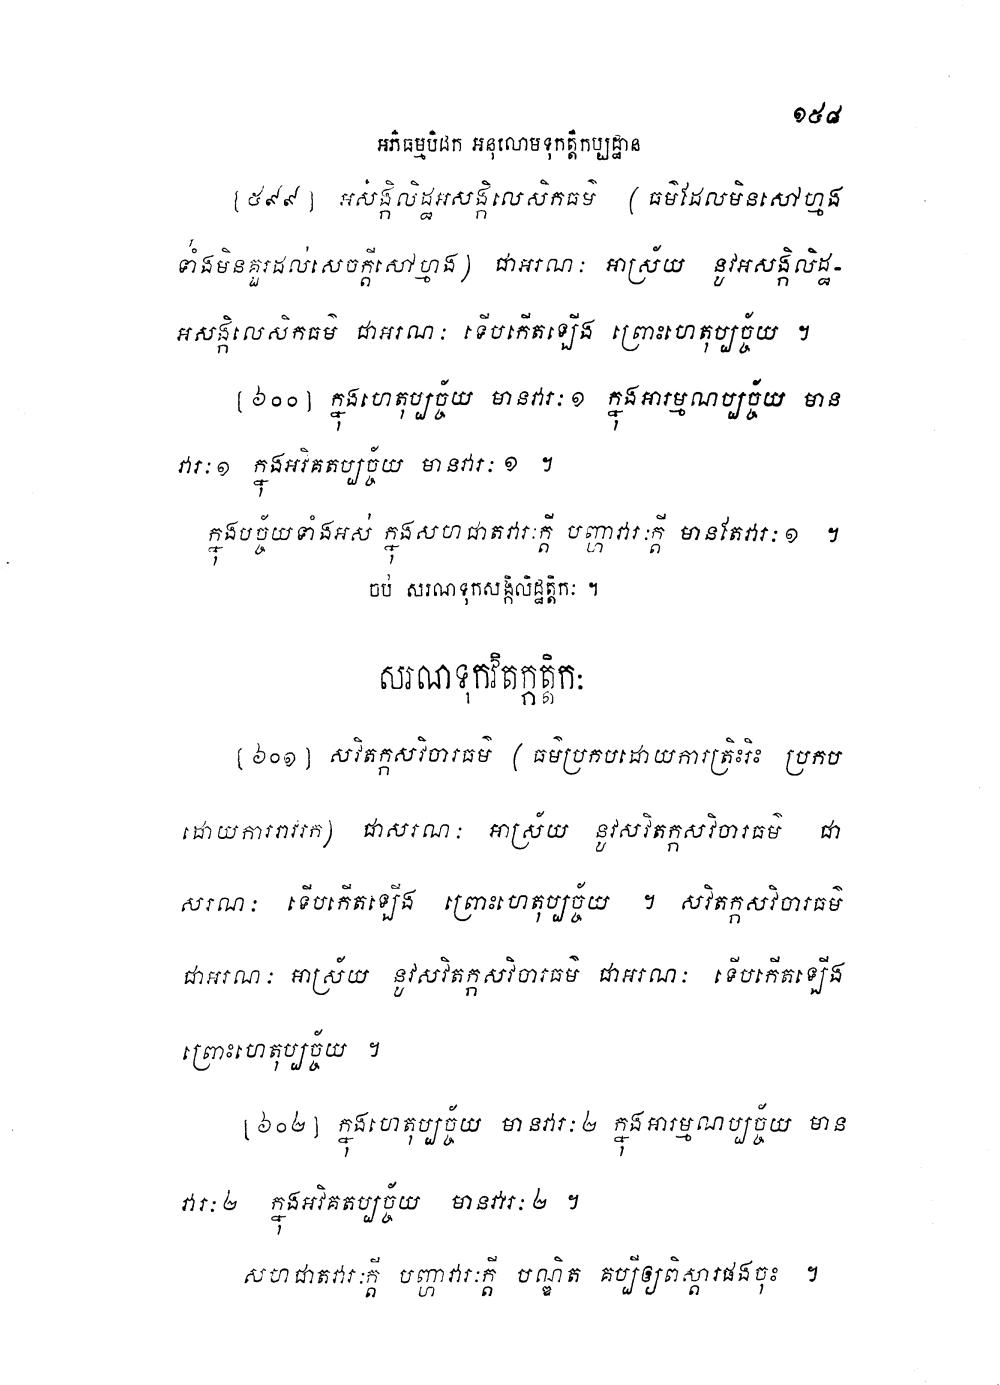 ១៥៨
អភិធម្មបិដក អនុលោមទុកត្តិកប្បដ្ឋាន
[៥៩៩] អសំង្កិលិដ្ឋអសង្កិលេសិកធម៌ (ធម៌ដែលមិនសៅហ្មង
ទាំងមិនគួរដល់សេចក្តីសៅហ្មង) ជាអរណៈ អាស្រ័យ នូវអសង្កិលិដ្ឋ-
អសង្កិលេសិកធម៌ ជាអរណៈ ទើបកើតឡើង ព្រោះហេតុប្បច្ច័យ ។
[៦០០] ក្នុងហេតុប្បច្ច័យ មានវារៈ១ ក្នុងអារម្មណប្បច្ច័យ មាន
វារៈ១ ក្នុងអវិគតប្បច្ច័យ មានវារៈ១ ។
ក្នុងបច្ច័យទាំងអស់ ក្នុងសហជាតវារៈក្តី បញ្ហាវារៈក្តី មានតែវារៈ១ ។
ចប់ សរណទុកសង្កិលិដ្ឋត្តិកៈ ។
សរណទុកវិតក្កត្តិកៈ
[៦០១] សវិតក្កសវិចារធម៌ (ធម៌ប្រកបដោយការត្រិះរិះ ប្រកប
ដោយការរាវរក) ជាសរណៈ អាស្រ័យ នូវសវិតក្កសវិចារធម៌ ជា
សរណៈ ទើបកើតឡើង ព្រោះហេតុប្បច្ច័យ ។ សវិតក្កសវិចារធម៌
ជាអរណៈ អាស្រ័យ នូវសវិតក្កសវិចារធម៌ ជាអរណៈ ទើបកើតឡើង
ព្រោះហេតុប្បច្ច័យ ។
[៦០២] ក្នុងហេតុប្បច្ច័យ មានវារៈ២ ក្នុងអារម្មណប្បច្ច័យ មាន
វារៈ២ ក្នុងអវិគតប្បច្ច័យ មានវារៈ២ ។
សហជាតវារៈក្តី បញ្ហាវារៈក្តី បណ្ឌិត គប្បីឲ្យពិស្តារផងចុះ ។